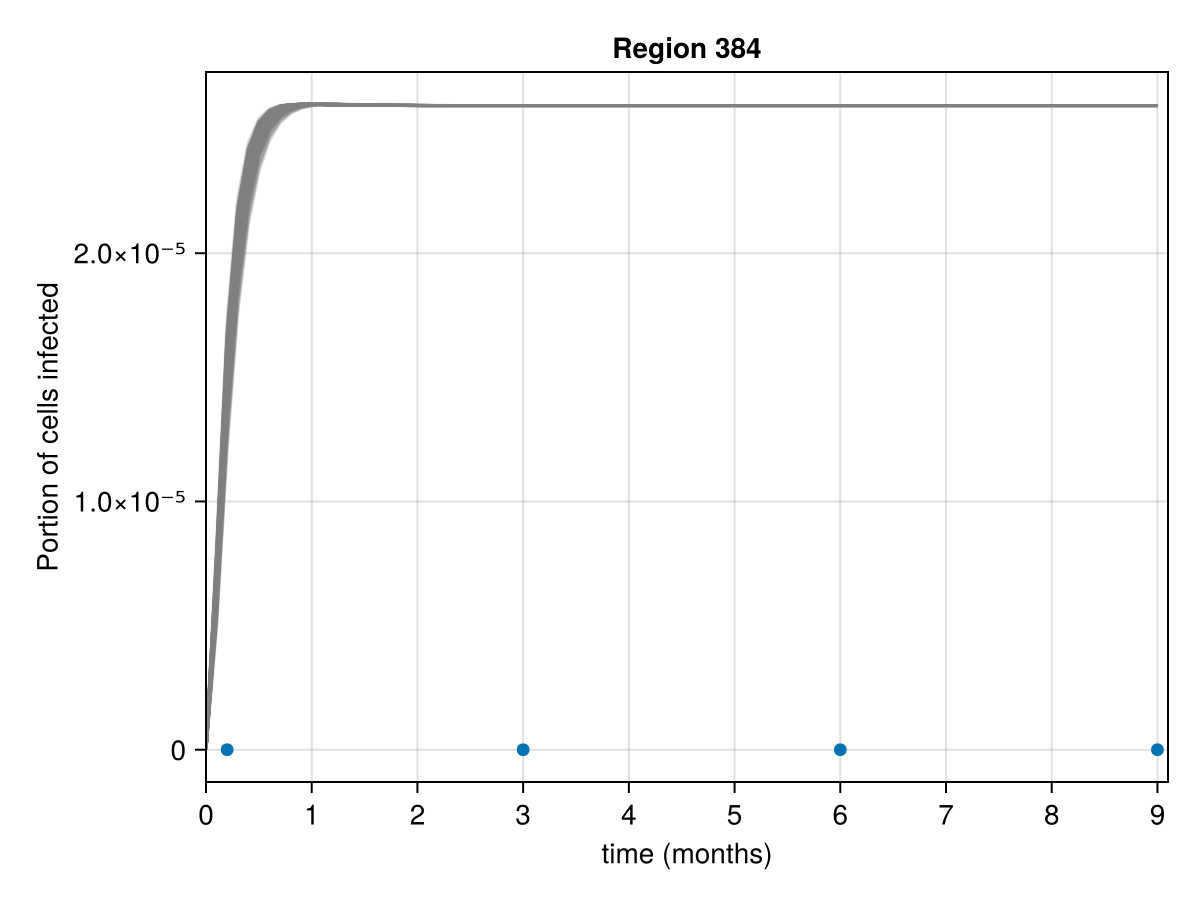 Region 384
Portion of cells infected
2.0×10⁻⁵
1.0×10⁻⁵
0
0 1 2 3 4 5 6 7 8 9
time (months)